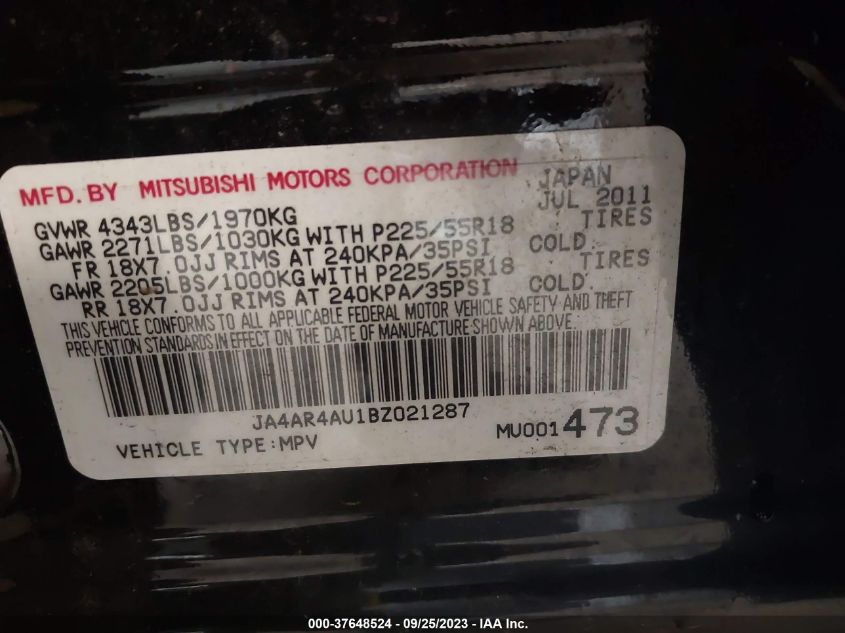 MFD. BY MITSUBISHI MOTORS CORPORATION JAPAN
JUL 2011
GVWR 4343LBS/1970KG
GAWR 2271LBS/1030KG WITH P225/55R18 TIRES
FR 18X7.0JJ RIMS AT 240KPA/35PSI COLD.
GAWR 2205LBS/1000KG WITH P225/55R18 TIRES
RR 18X7.0JJ RIMS AT 240KPA/35PSI COLD.
THIS VEHICLE CONFORMS TO ALL APPLICABLE FEDERAL MOTOR VEHICLE SAFETY AND THEFT
PREVENTION STANDARDS IN EFFECT ON THE DATE OF MANUFACTURE SHOWN ABOVE.
JA4AR4AU1BZ021287
VEHICLE TYPE:MPV MU001473
000-37648524 - 09/25/2023 - IAA Inc.